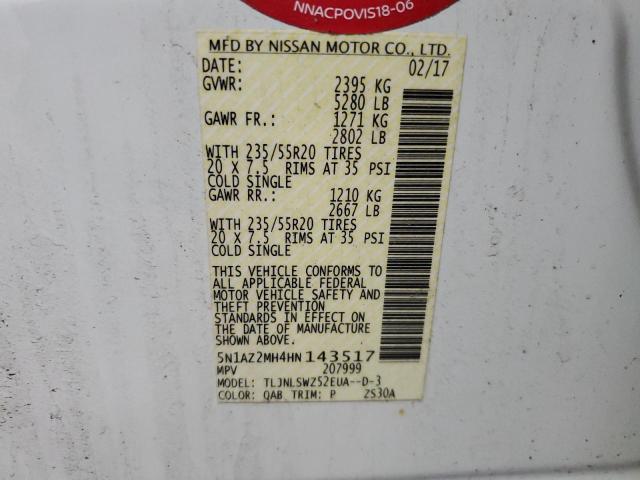 NNACPOVIS18-06
MFD BY NISSAN MOTOR CO., LTD.
DATE: 02/17
GVWR: 2395 KG
5280 LB
GAWR FR.: 1271 KG
2802 LB
WITH 235/55R20 TIRES
20 X 7.5 RIMS AT 35 PSI
COLD SINGLE
GAWR RR.: 1210 KG
2667 LB
WITH 235/55R20 TIRES
20 X 7.5 RIMS AT 35 PSI
COLD SINGLE
THIS VEHICLE CONFORMS TO
ALL APPLICABLE FEDERAL
MOTOR VEHICLE SAFETY AND
THEFT PREVENTION
STANDARDS IN EFFECT ON
THE DATE OF MANUFACTURE
SHOWN ABOVE.
5N1AZ2MH4HN143517
MPV 207999
MODEL: TLJNLSWZ52EUA--D-3
COLOR: QAB TRIM: P ZS30A